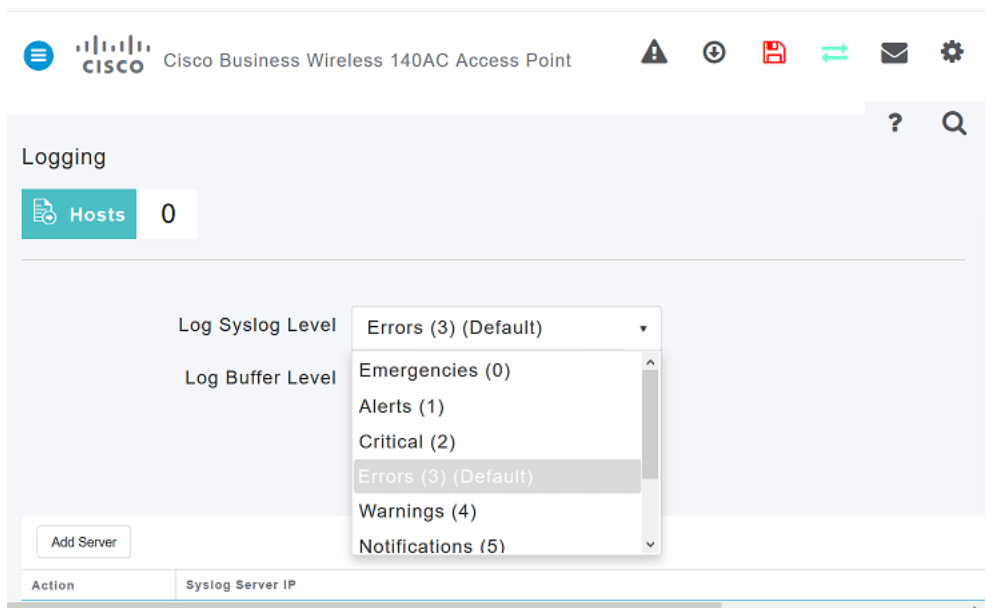 CISCO Cisco Business Wireless 140AC Access Point
?
Logging
Hosts 0
Log Syslog Level Errors (3) (Default)
Log Buffer Level
Emergencies (0)
Alerts (1)
Critical (2)
Errors (3) (Default)
Warnings (4)
Notifications (5)
Add Server
Action Syslog Server IP